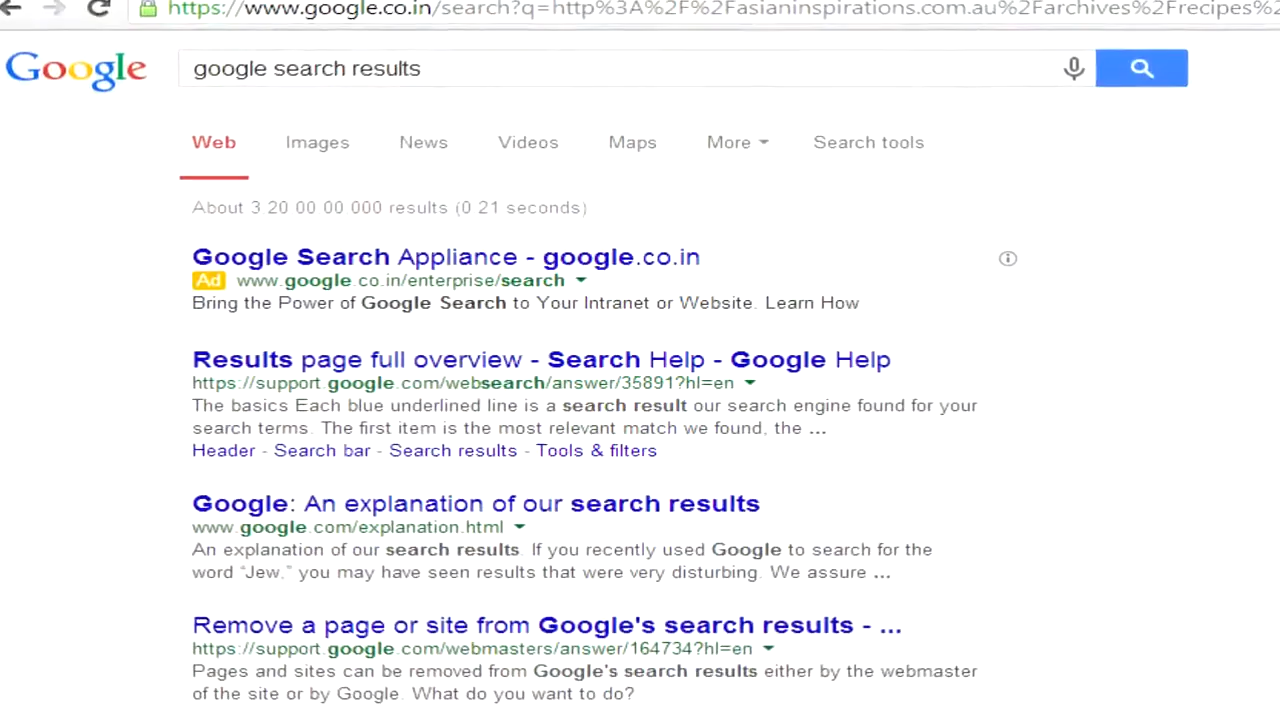 https://www.google.co.in/search?q=http%3A%2F%2Fasianinspirations.com.au%2Farchives%2Frecipes%2
Google
google search results
Web Images News Videos Maps More Search tools
About 3 20 00 00 000 results (0 21 seconds)
Google Search Appliance - google.co.in
Ad www.google.co.in/enterprise/search
Bring the Power of Google Search to Your Intranet or Website. Learn How
Results page full overview - Search Help - Google Help
https://support.google.com/websearch/answer/35891?hl=en
The basics Each blue underlined line is a search result our search engine found for your
search terms. The first item is the most relevant match we found, the ...
Header - Search bar - Search results - Tools & filters
Google: An explanation of our search results
www.google.com/explanation.html
An explanation of our search results. If you recently used Google to search for the
word “Jew,” you may have seen results that were very disturbing. We assure ...
Remove a page or site from Google's search results - ...
https://support.google.com/webmasters/answer/164734?hl=en
Pages and sites can be removed from Google's search results either by the webmaster
of the site or by Google. What do you want to do?